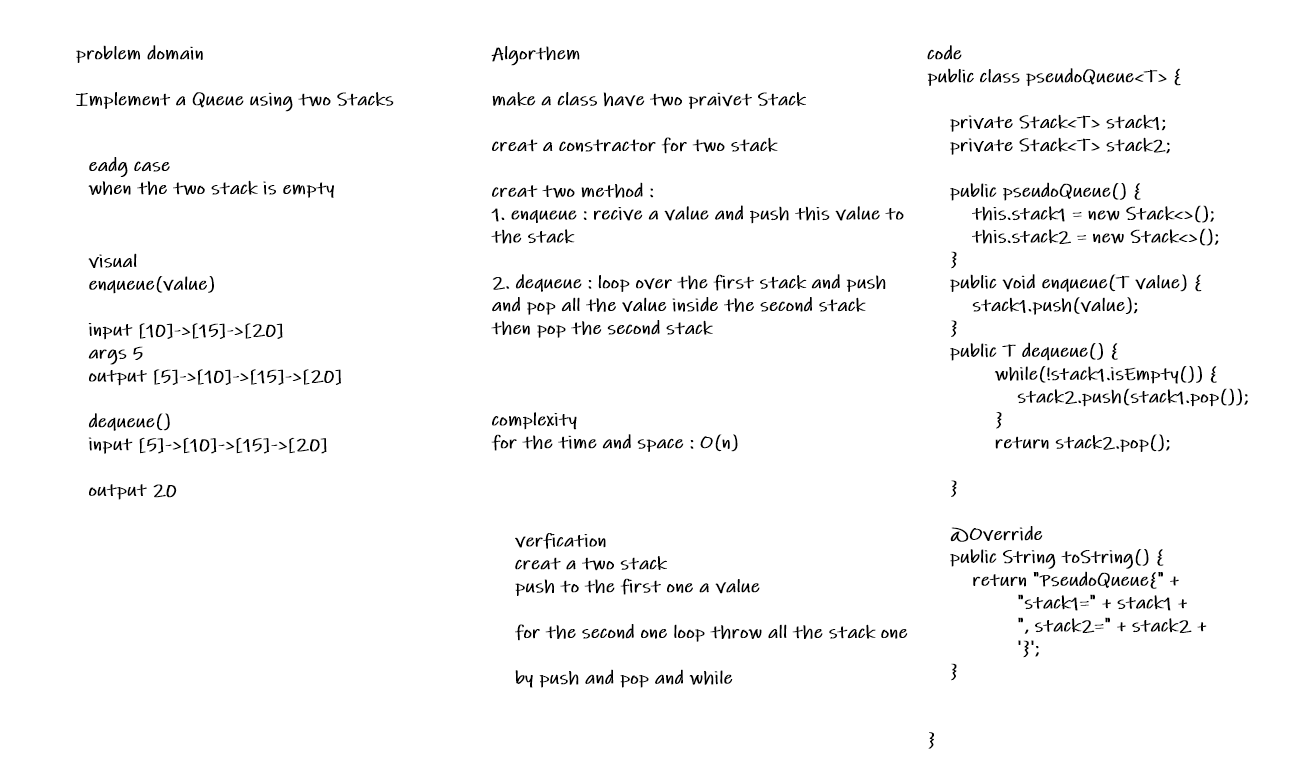 problem domain
Implement a Queue using two Stacks
eadg case
when the two stack is empty
visual
enqueue(value)
input [10]->[15]->[20]
args 5
output [5]->[10]->[15]->[20]
dequeue()
input [5]->[10]->[15]->[20]
output 20
Algorthem
make a class have two praivet Stack
creat a constractor for two stack
creat two method :
1. enqueue : recive a value and push this value to
the stack
2. dequeue : loop over the first stack and push
and pop all the value inside the second stack
then pop the second stack
complexity
for the time and space : O(n)
verfication
creat a two stack
push to the first one a value
for the second one loop throw all the stack one
by push and pop and while
code
public class pseudoQueue<T> {
private Stack<T> stack1;
private Stack<T> stack2;
public pseudoQueue() {
this.stack1 = new Stack<>();
this.stack2 = new Stack<>();
}
public void enqueue(T value) {
stack1.push(value);
}
public T dequeue() {
while(!stack1.isEmpty()) {
stack2.push(stack1.pop());
}
return stack2.pop();
}
@Override
public String toString() {
return "PseudoQueue{" +
"stack1=" + stack1 +
", stack2=" + stack2 +
'}';
}
}